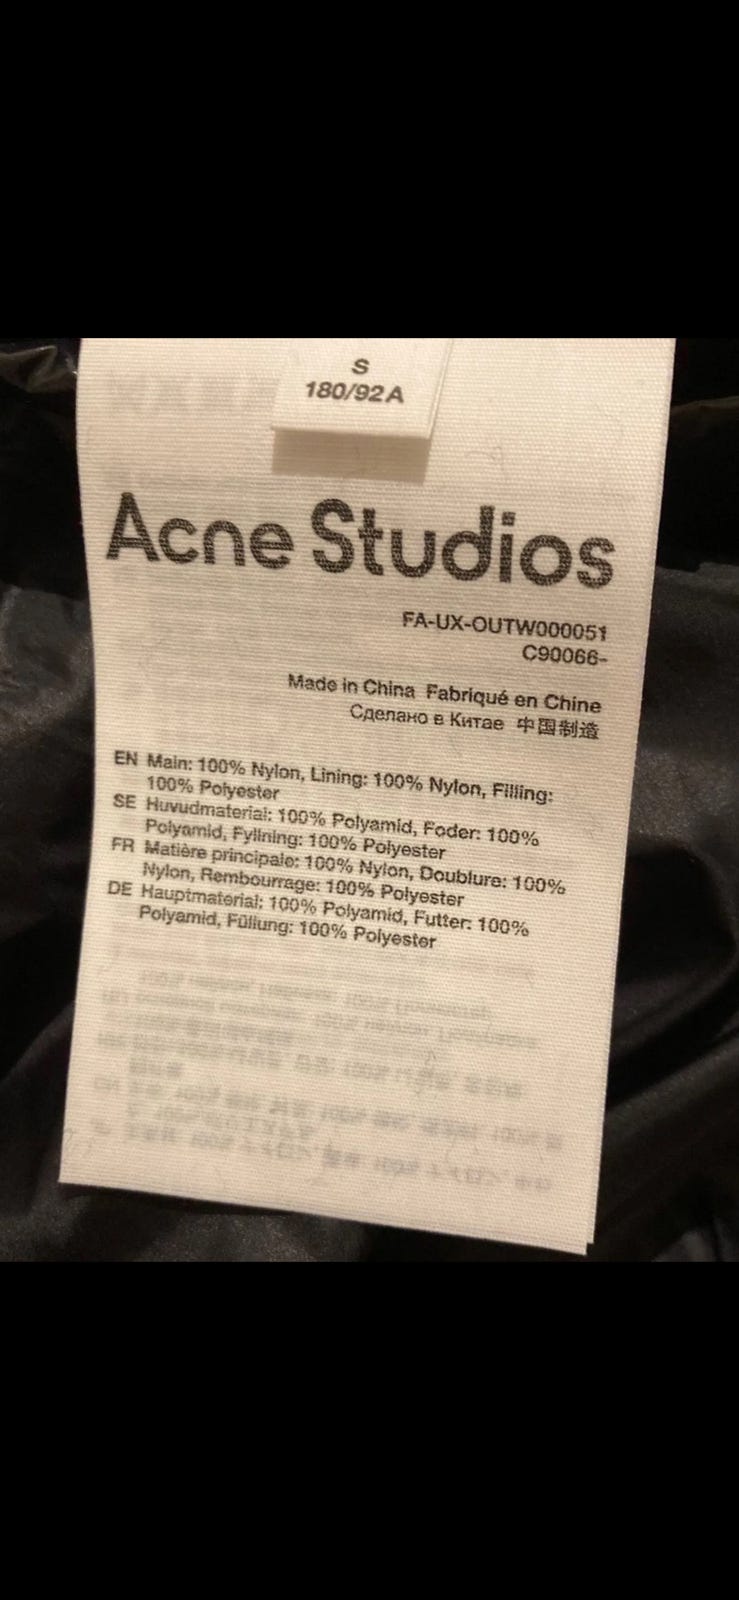 S
180/92A
Acne Studios
FA-UX-OUTW000051
C90066-
Made in China Fabriqué en Chine
Сделано в Китае 中国制造
EN Main: 100% Nylon, Lining: 100% Nylon, Filling:
100% Polyester
SE Huvudmaterial: 100% Polyamid, Foder: 100%
Polyamid, Fyllning: 100% Polyester
FR Matière principale: 100% Nylon, Doublure: 100%
Nylon, Rembourrage: 100% Polyester
DE Hauptmaterial: 100% Polyamid, Futter: 100%
Polyamid, Füllung: 100% Polyester